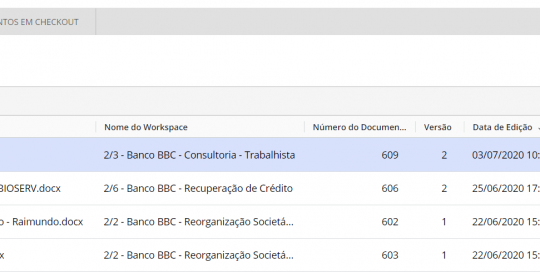 NTOS EM CHECKOUT
Nome do Workspace Número do Documen... Versão Data de Edição
2/3 - Banco BBC - Consultoria - Trabalhista 609 2 03/07/2020 10:
BIOSERV.docx 2/6 - Banco BBC - Recuperação de Crédito 606 2 25/06/2020 17:
o - Raimundo.docx 2/2 - Banco BBC - Reorganização Societá... 602 1 22/06/2020 15:
x 2/2 - Banco BBC - Reorganização Societá... 603 1 22/06/2020 15: